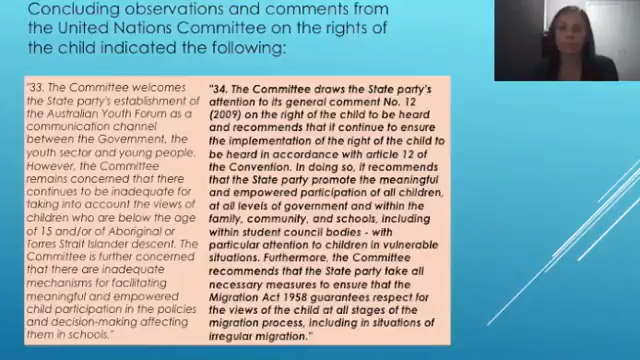 Concluding observations and comments from
the United Nations Committee on the rights of
the child indicated the following:
"33. The Committee welcomes
the State party's establishment of
the Australian Youth Forum as a
communication channel
between the Government, the
youth sector and young people.
However, the Committee
remains concerned that there
continues to be inadequate for
taking into account the views of
children who are below the age
of 15 and/or of Aboriginal or
Torres Strait Islander descent. The
Committee is further concerned
that there are inadequate
mechanisms for facilitating
meaningful and empowered
child participation in the policies
and decision-making affecting
them in schools."
"34. The Committee draws the State party's
attention to its general comment No. 12
(2009) on the right of the child to be heard
and recommends that it continue to ensure
the implementation of the right of the child to
be heard in accordance with article 12 of
the Convention. In doing so, it recommends
that the State party promote the meaningful
and empowered participation of all children,
at all levels of government and within the
family, community, and schools, including
within student council bodies - with
particular attention to children in vulnerable
situations. Furthermore, the Committee
recommends that the State party take all
necessary measures to ensure that the
Migration Act 1958 guarantees respect for
the views of the child at all stages of the
migration process, including in situations of
irregular migration."